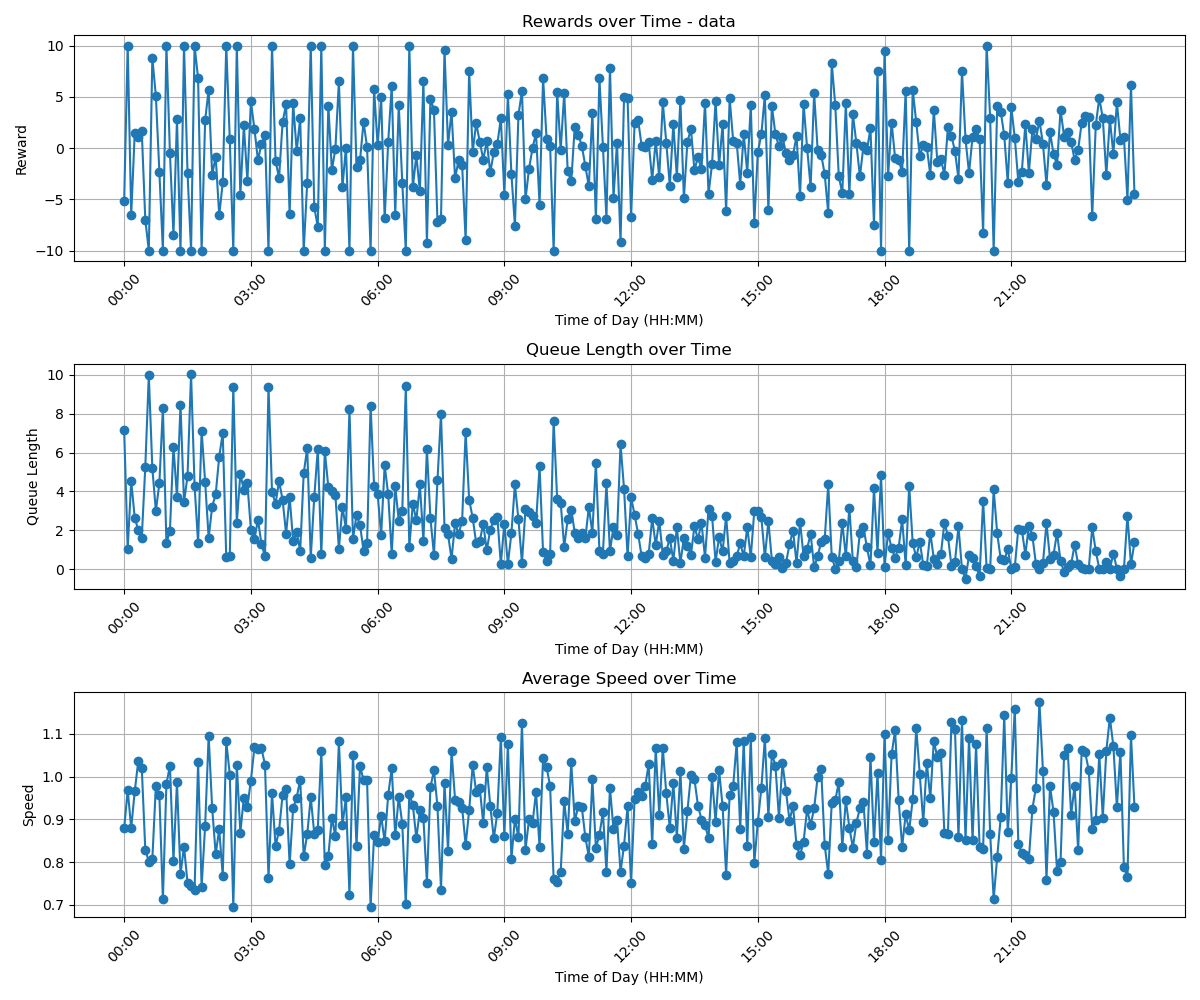 Rewards over Time - data
10
5
0
−5
−10
Reward
00:00 03:00 06:00 09:00 12:00 15:00 18:00 21:00
Time of Day (HH:MM)
Queue Length over Time
10
8
6
4
2
0
Queue Length
00:00 03:00 06:00 09:00 12:00 15:00 18:00 21:00
Time of Day (HH:MM)
Average Speed over Time
1.1
1.0
0.9
0.8
0.7
Speed
00:00 03:00 06:00 09:00 12:00 15:00 18:00 21:00
Time of Day (HH:MM)